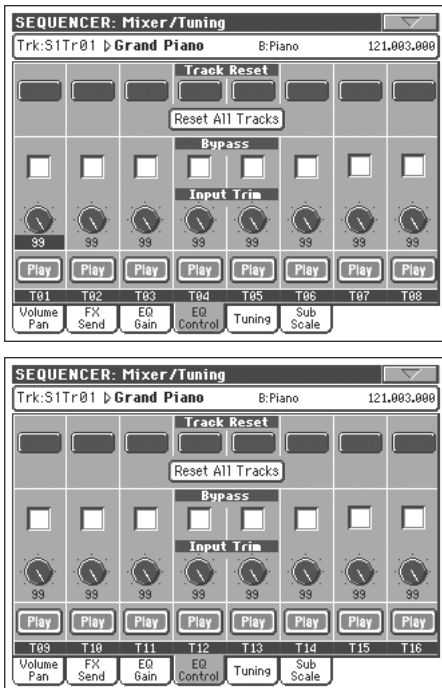 SEQUENCER: Mixer/Tuning
Trk:S1Tr01 Grand Piano B:Piano 121.003.000
Track Reset
Reset All Tracks
Bypass
Input Trim
99 99 99 99 99 99 99 99
Play Play Play Play Play Play Play Play
T01 T02 T03 T04 T05 T06 T07 T08
Volume Pan FX Send EQ Gain EQ Control Tuning Sub Scale
SEQUENCER: Mixer/Tuning
Trk:S1Tr01 Grand Piano B:Piano 121.003.000
Track Reset
Reset All Tracks
Bypass
Input Trim
99 99 99 99 99 99 99 99
Play Play Play Play Play Play Play Play
T09 T10 T11 T12 T13 T14 T15 T16
Volume Pan FX Send EQ Gain EQ Control Tuning Sub Scale